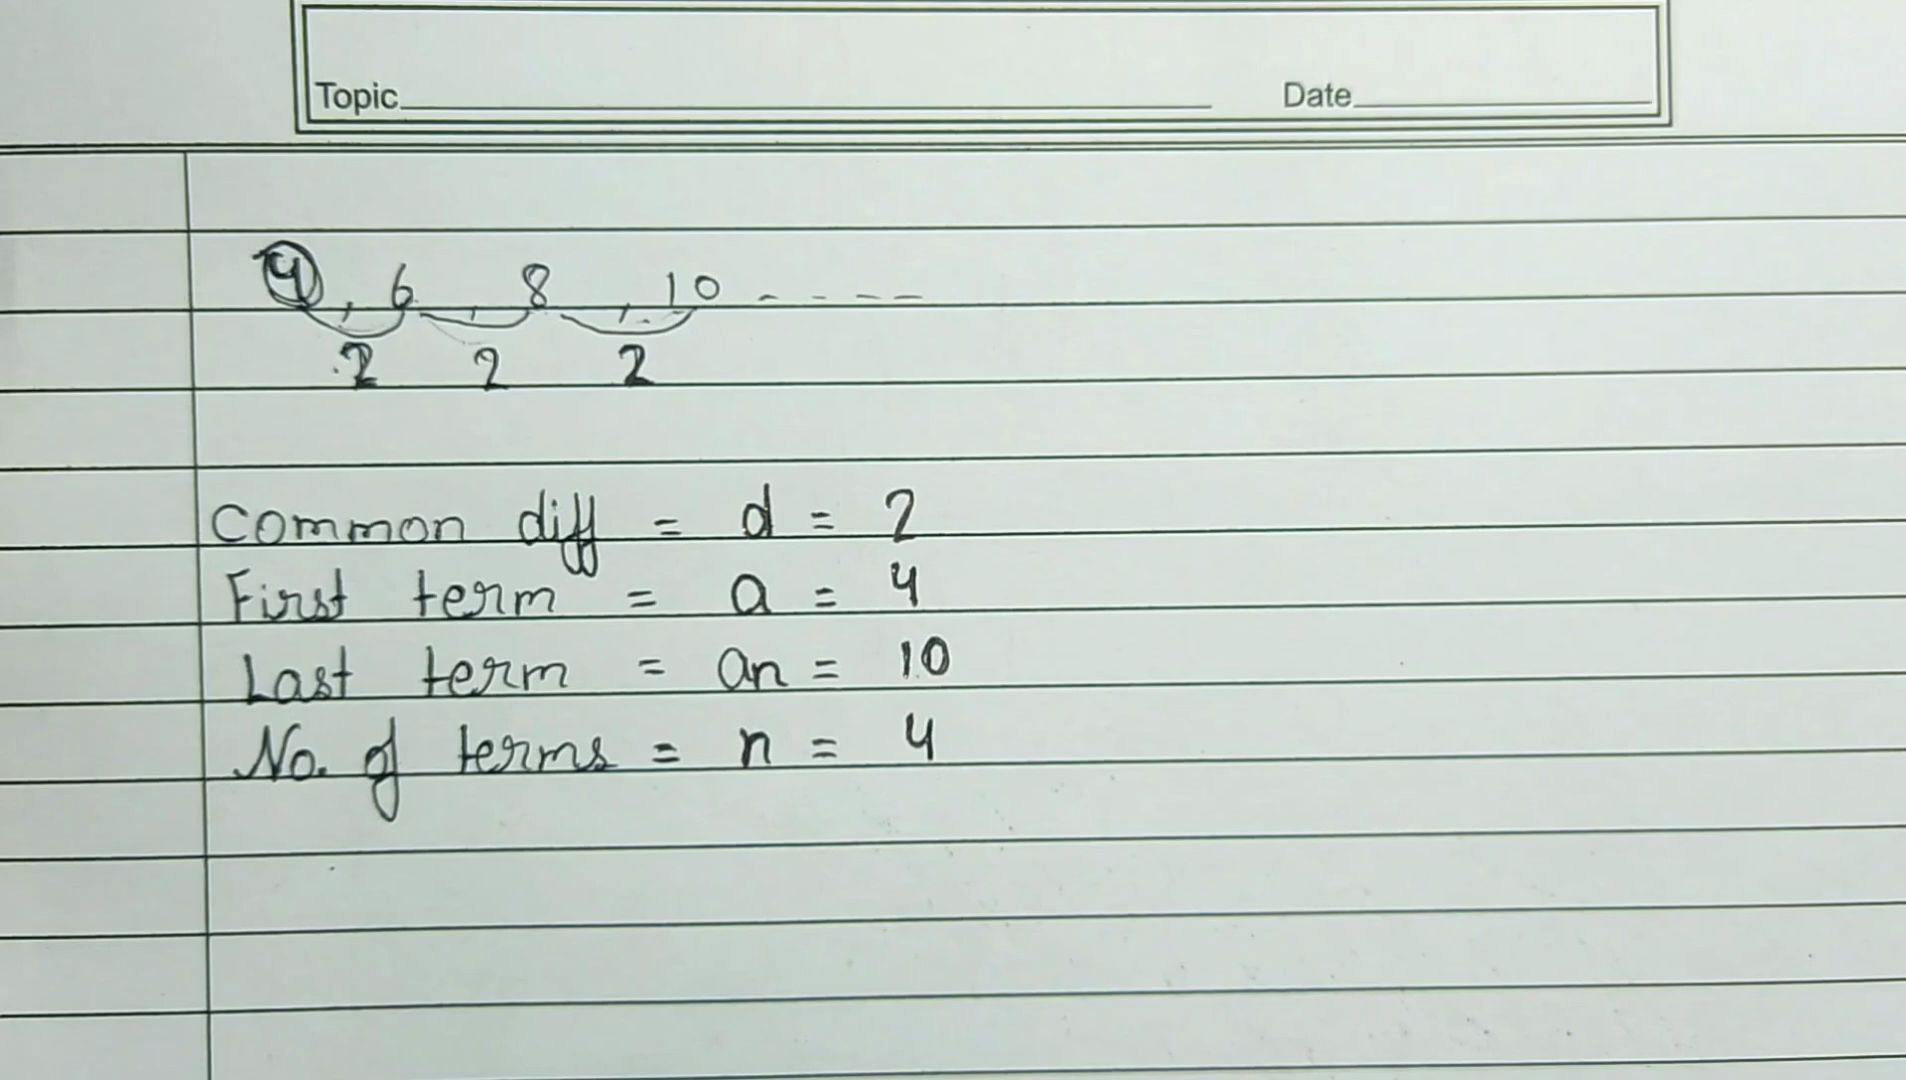 Topic Date
4, 6, 8, 10 - - - -
2 2 2
Common diff = d = 2
First term = a = 4
Last term = an = 10
No. of terms = n = 4